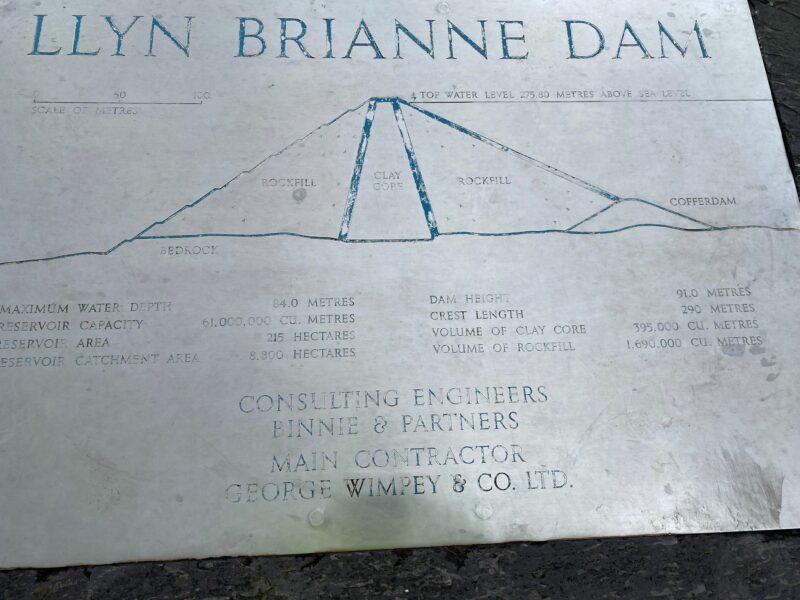 LLYN BRIANNE DAM
0 50 100
SCALE OF METRES
TOP WATER LEVEL 275.80 METRES ABOVE SEA LEVEL
ROCKFILL
CLAY CORE
ROCKFILL
COFFERDAM
BEDROCK
MAXIMUM WATER DEPTH 84.0 METRES
RESERVOIR CAPACITY 61,000,000 CU. METRES
RESERVOIR AREA 215 HECTARES
RESERVOIR CATCHMENT AREA 8,800 HECTARES
DAM HEIGHT 91.0 METRES
CREST LENGTH 290 METRES
VOLUME OF CLAY CORE 395,000 CU. METRES
VOLUME OF ROCKFILL 1,690,000 CU. METRES
CONSULTING ENGINEERS
BINNIE & PARTNERS
MAIN CONTRACTOR
GEORGE WIMPEY & CO. LTD.